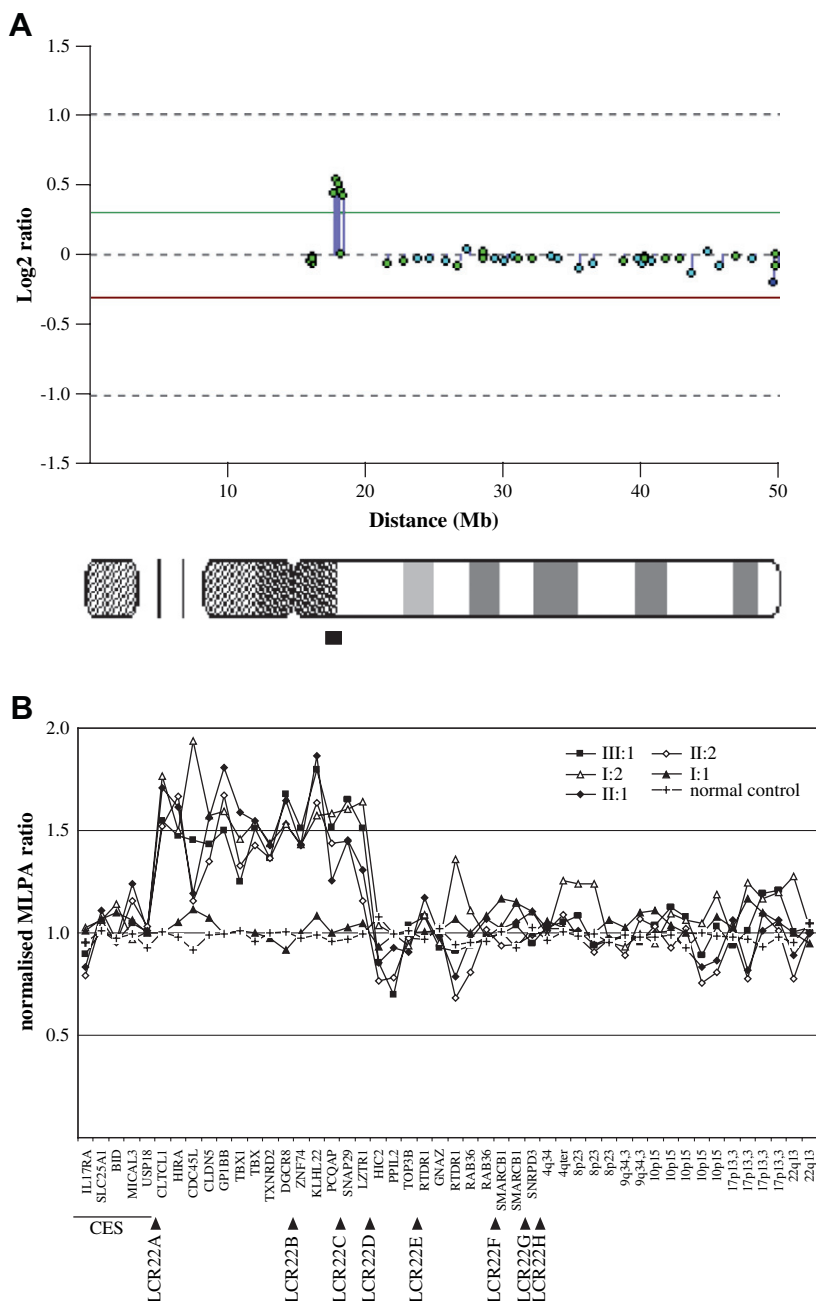 A
1.5
1.0
0.5
0
-0.5
-1.0
-1.5
Log2 ratio
10
20
30
40
50
Distance (Mb)
B
2.0
1.5
1.0
0.5
normalised MLPA ratio
III:1
I:2
II:1
II:2
I:1
normal control
IL17RA
SLC25A1
BID
MICAL3
USP18
CLTCL1
HIRA
CDC45L
CLDN5
GP1BB
TBX1
TBX
TXNRD2
DGCR8
ZNF74
KLHL22
PCQAP
SNAP29
LZTR1
HIC2
PPIL2
TOP3B
RTDR1
GNAZ
RTDR1
RAB36
RAB36
SMARCB1
SMARCB1
SNRPD3
4q34
4qter
8p23
8p23
8p23
9q34.3
9q34.3
10p15
10p15
10p15
10p15
10p15
17p13.3
17p13.3
17p13.3
17p13.3
22q13
22q13
CES
LCR22A
LCR22B
LCR22C
LCR22D
LCR22E
LCR22F
LCR22G
LCR22H